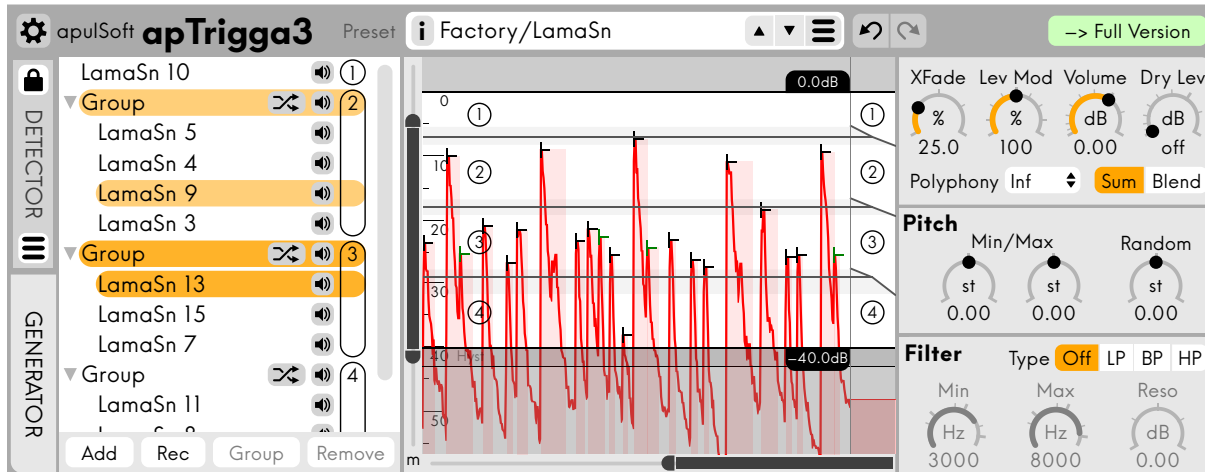 apulSoft apTrigga3 Preset i Factory/LamaSn –> Full Version
DETECTOR
GENERATOR
LamaSn 10 1
Group 2
LamaSn 5
LamaSn 4
LamaSn 9
LamaSn 3
Group 3
LamaSn 13
LamaSn 15
LamaSn 7
Group 4
LamaSn 11
Add Rec Group Remove
0.0dB
0
10
20
30
40 Hyst
50
1
2
3
4
–40.0dB
m
1
2
3
4
XFade Lev Mod Volume Dry Lev
% % dB dB
25.0 100 0.00 off
Polyphony Inf Sum Blend
Pitch
Min/Max Random
st st st
0.00 0.00 0.00
Filter Type Off LP BP HP
Min Max Reso
Hz Hz dB
3000 8000 0.00